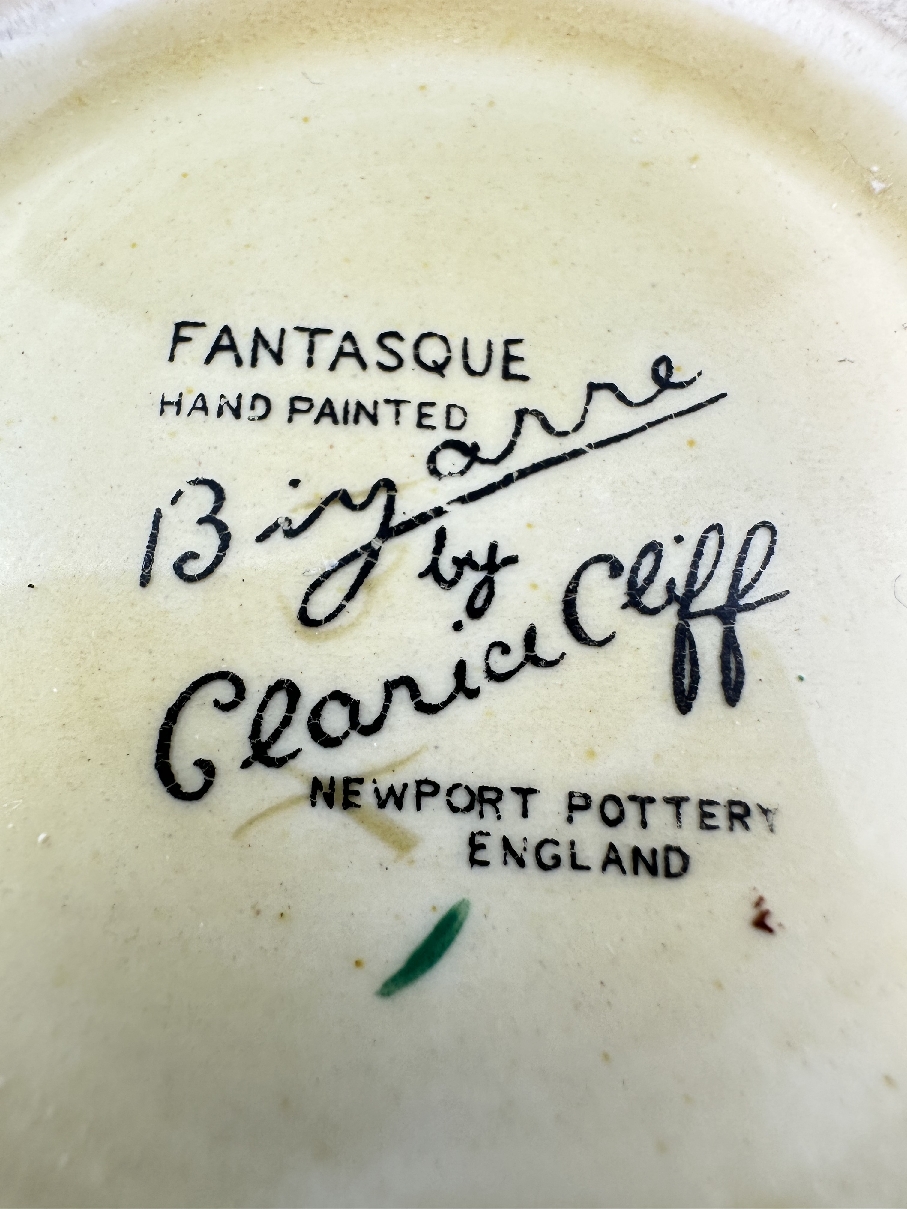 FANTASQUE
HAND PAINTED
Bizarre
by
Clarice Cliff
NEWPORT POTTERY
ENGLAND